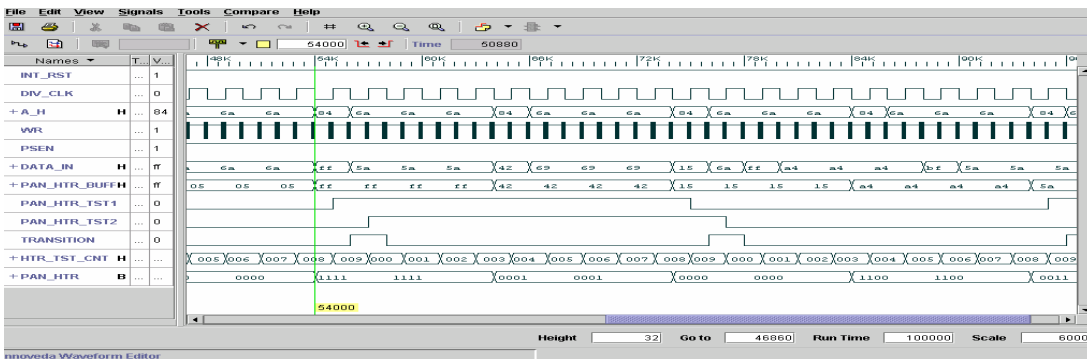 File Edit View Signals Tools Compare Help
54000 Time 50880
Names T... V...
48K 54K 60K 66K 72K 78K 84K 90K
INT_RST ... 1
DIV_CLK ... 0
+A_H H ... 84 6a 6a 84 6a 6a 84 6a 6a 84 6a 6a 84 6a 6a 84
WR ... 1
PSEN ... 1
+DATA_IN H ... ff 6a 6a ff 5a 5a 5a 42 69 69 69 15 6a ff a4 a4 a4 bf 5a 5a 5a
+PAN_HTR_BUFFH ... ff 05 05 05 ff ff ff ff 42 42 42 42 15 15 15 15 a4 a4 a4 5a
PAN_HTR_TST1 ... 0
PAN_HTR_TST2 ... 0
TRANSITION ... 0
+HTR_TST_CNT H ... ... 005 006 007 008 009 000 001 002 003 004 005 006 007 008 009 000 001 002 003 004 005 006 007 008 009
+PAN_HTR B ... ... 0000 1111 1111 0001 0001 0000 0000 1100 1100 0011
54000
Height 32 Go to 46860 Run Time 100000 Scale 6000
nnoveda Waveform Editor